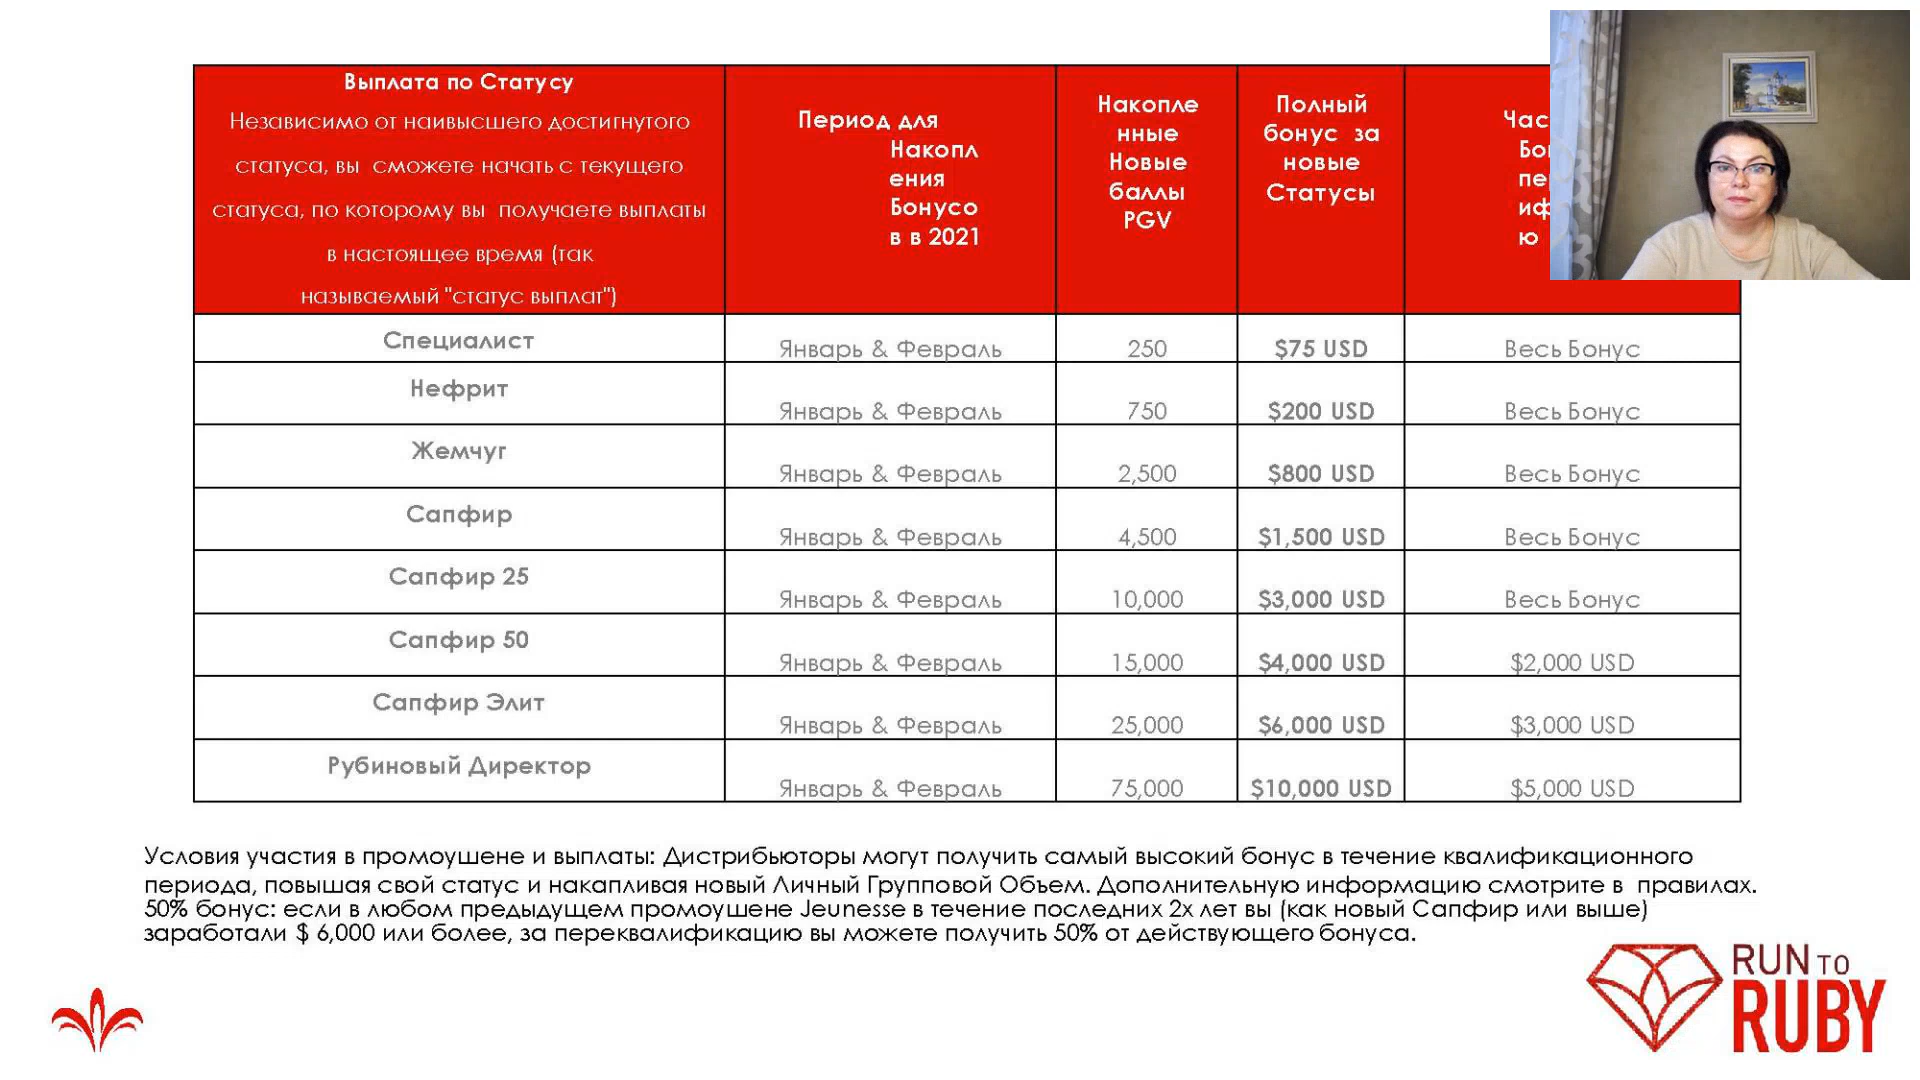 Выплата по Статусу
Независимо от наивысшего достигнутого
статуса, вы сможете начать с текущего
статуса, по которому вы получаете выплаты
в настоящее время (так
называемый "статус выплат")
Период для
Накопл
ения
Бонусо
в в 2021
Накопле
нные
Новые
баллы
PGV
Полный
бонус за
новые
Статусы
Специалист
Январь & Февраль
250
$75 USD
Весь Бонус
Нефрит
Январь & Февраль
750
$200 USD
Весь Бонус
Жемчуг
Январь & Февраль
2,500
$800 USD
Весь Бонус
Сапфир
Январь & Февраль
4,500
$1,500 USD
Весь Бонус
Сапфир 25
Январь & Февраль
10,000
$3,000 USD
Весь Бонус
Сапфир 50
Январь & Февраль
15,000
$4,000 USD
$2,000 USD
Сапфир Элит
Январь & Февраль
25,000
$6,000 USD
$3,000 USD
Рубиновый Директор
Январь & Февраль
75,000
$10,000 USD
$5,000 USD
Условия участия в промоушене и выплаты: Дистрибьюторы могут получить самый высокий бонус в течение квалификационного
периода, повышая свой статус и накапливая новый Личный Групповой Объем. Дополнительную информацию смотрите в правилах.
50% бонус: если в любом предыдущем промоушене Jeunesse в течение последних 2х лет вы (как новый Сапфир или выше)
заработали $ 6,000 или более, за переквалификацию вы можете получить 50% от действующего бонуса.
RUN TO
RUBY